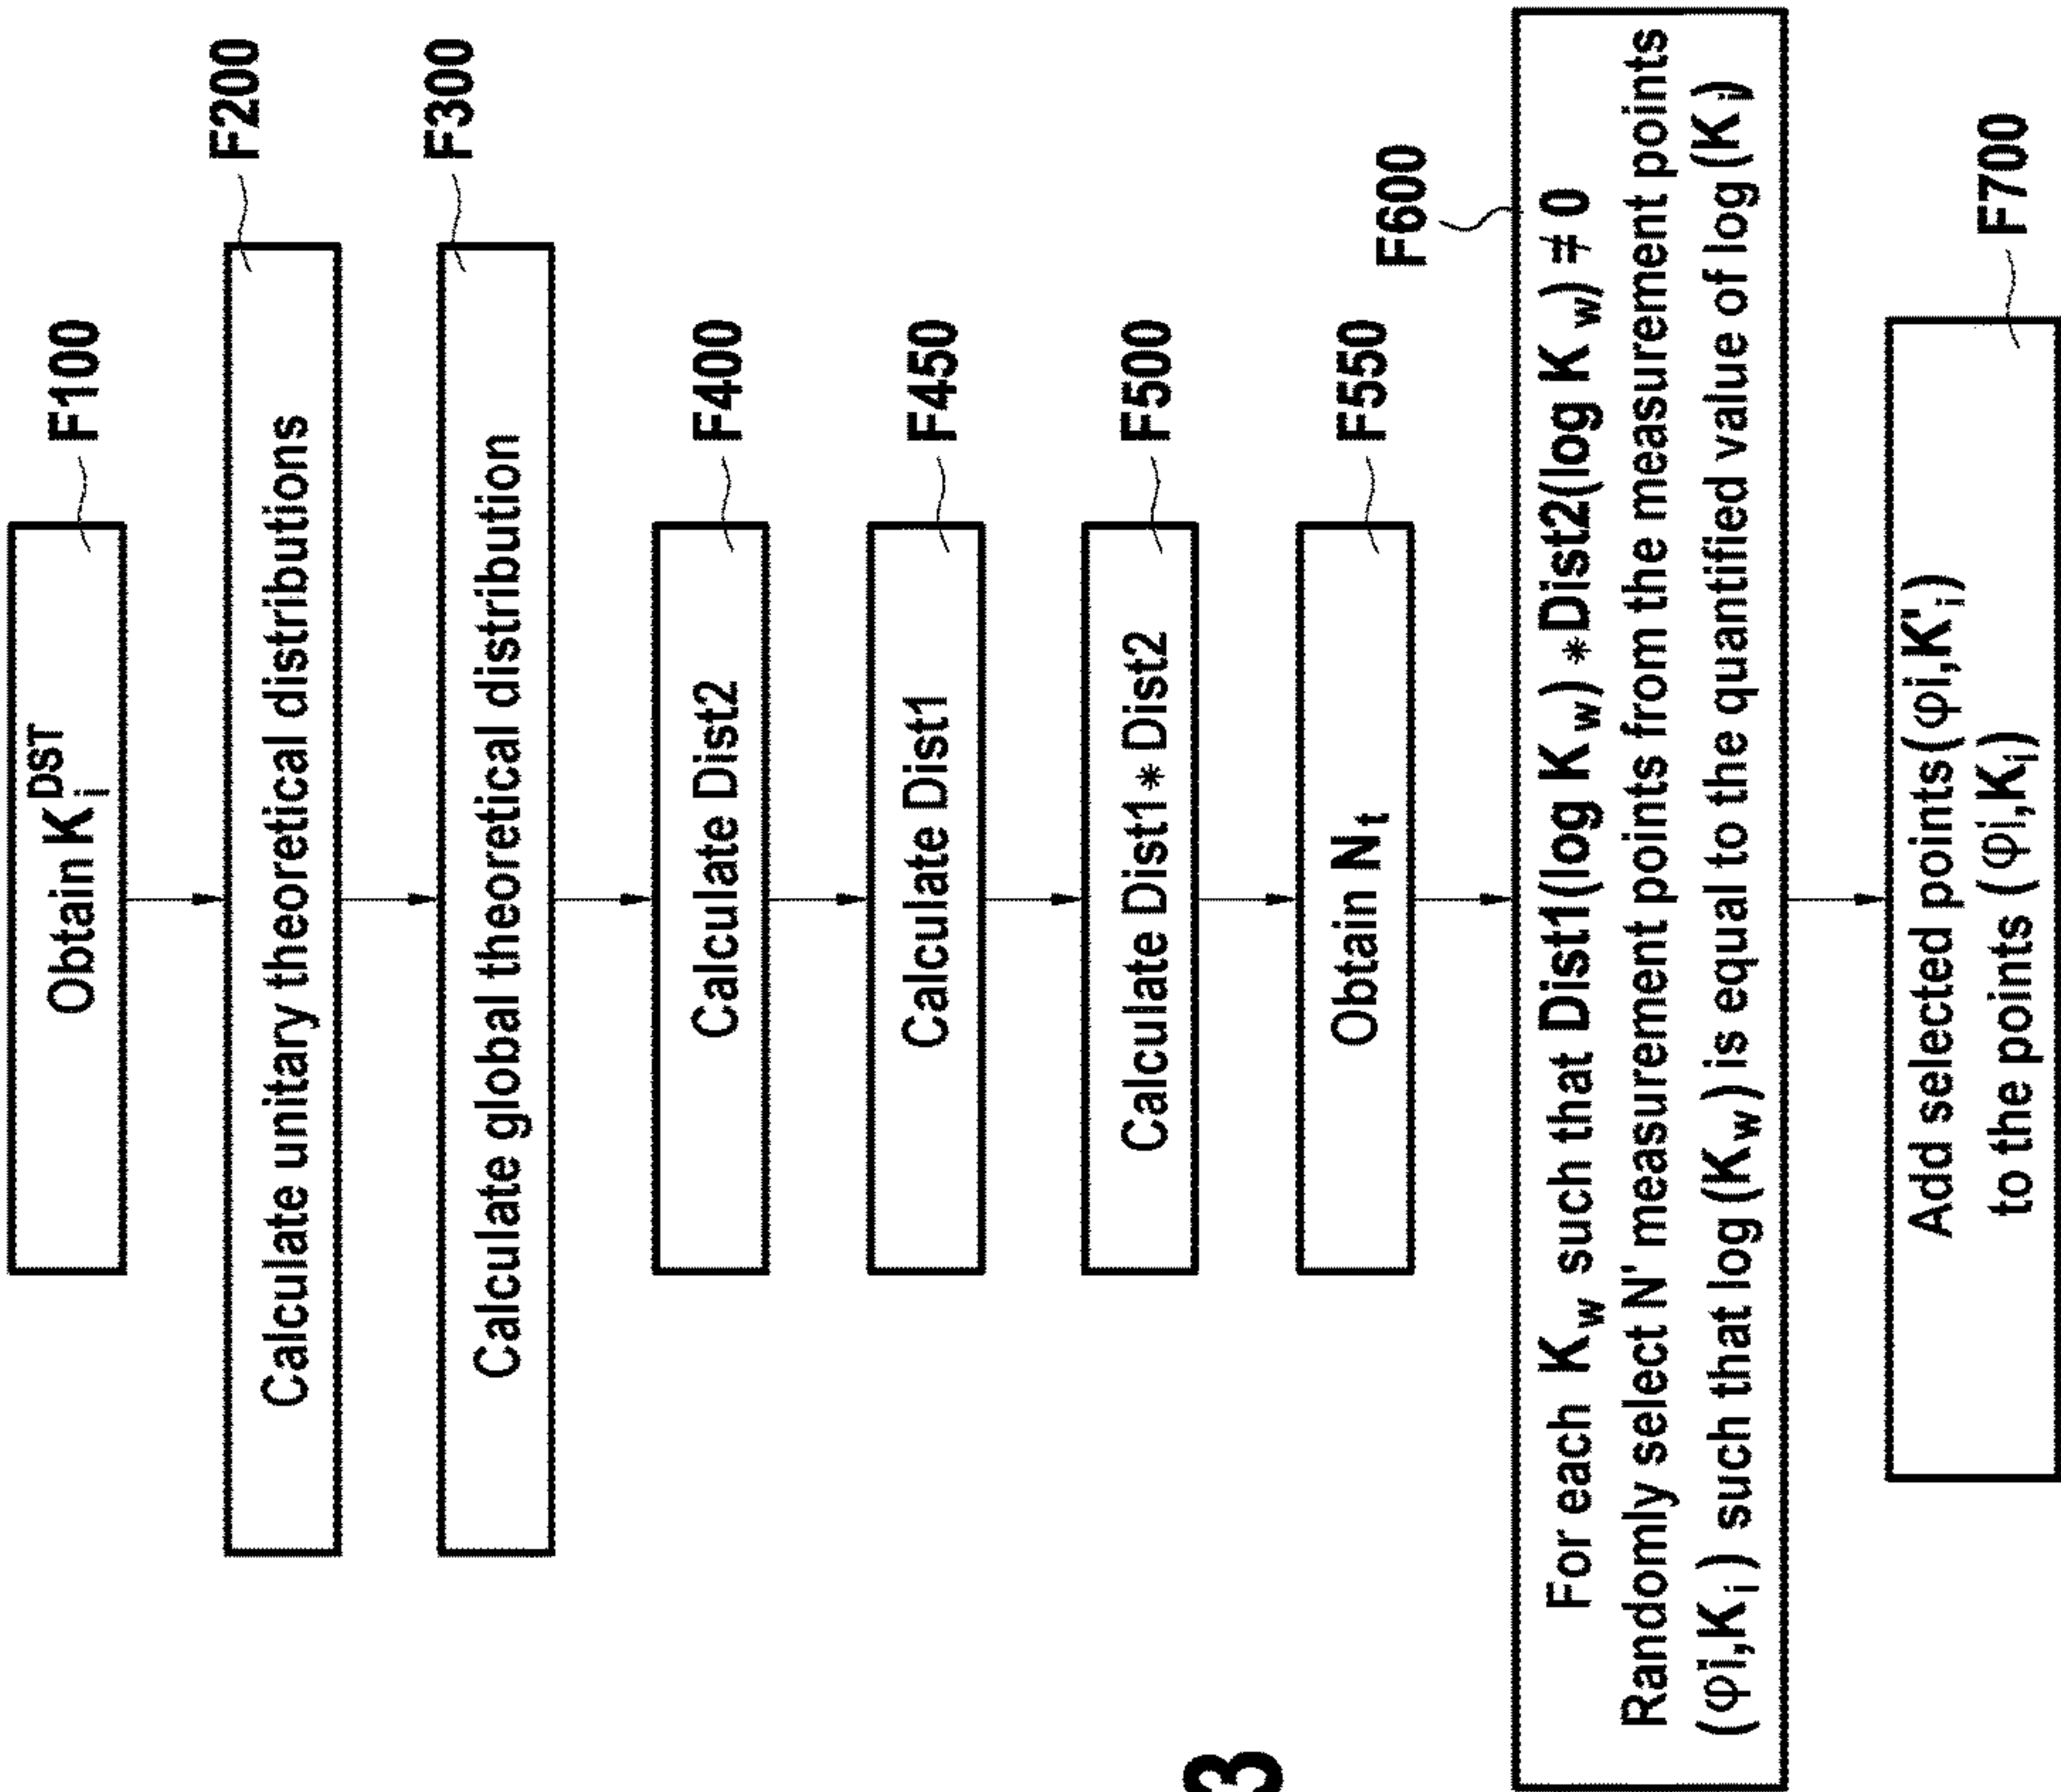 Obtain K_i^DST
F100
Calculate unitary theoretical distributions
F200
Calculate global theoretical distribution
F300
Calculate Dist2
F400
Calculate Dist1
F450
Calculate Dist1 * Dist2
F500
Obtain N_t
F550
F600
For each K_w such that Dist1(log K_w) * Dist2(log K_w) ≠ 0
Randomly select N' measurement points from the measurement points
(φi,K_i) such that log(K_w) is equal to the quantified value of log(K_i)
Add selected points (φi,K'_i)
to the points (φi,K_i)
F700
3